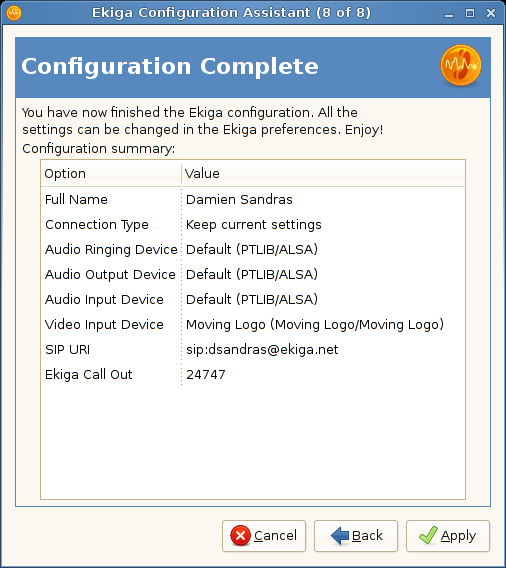 Ekiga Configuration Assistant (8 of 8)
Configuration Complete
You have now finished the Ekiga configuration. All the
settings can be changed in the Ekiga preferences. Enjoy!
Configuration summary:
Option Value
Full Name Damien Sandras
Connection Type Keep current settings
Audio Ringing Device Default (PTLIB/ALSA)
Audio Output Device Default (PTLIB/ALSA)
Audio Input Device Default (PTLIB/ALSA)
Video Input Device Moving Logo (Moving Logo/Moving Logo)
SIP URI sip:dsandras@ekiga.net
Ekiga Call Out 24747
Cancel Back Apply